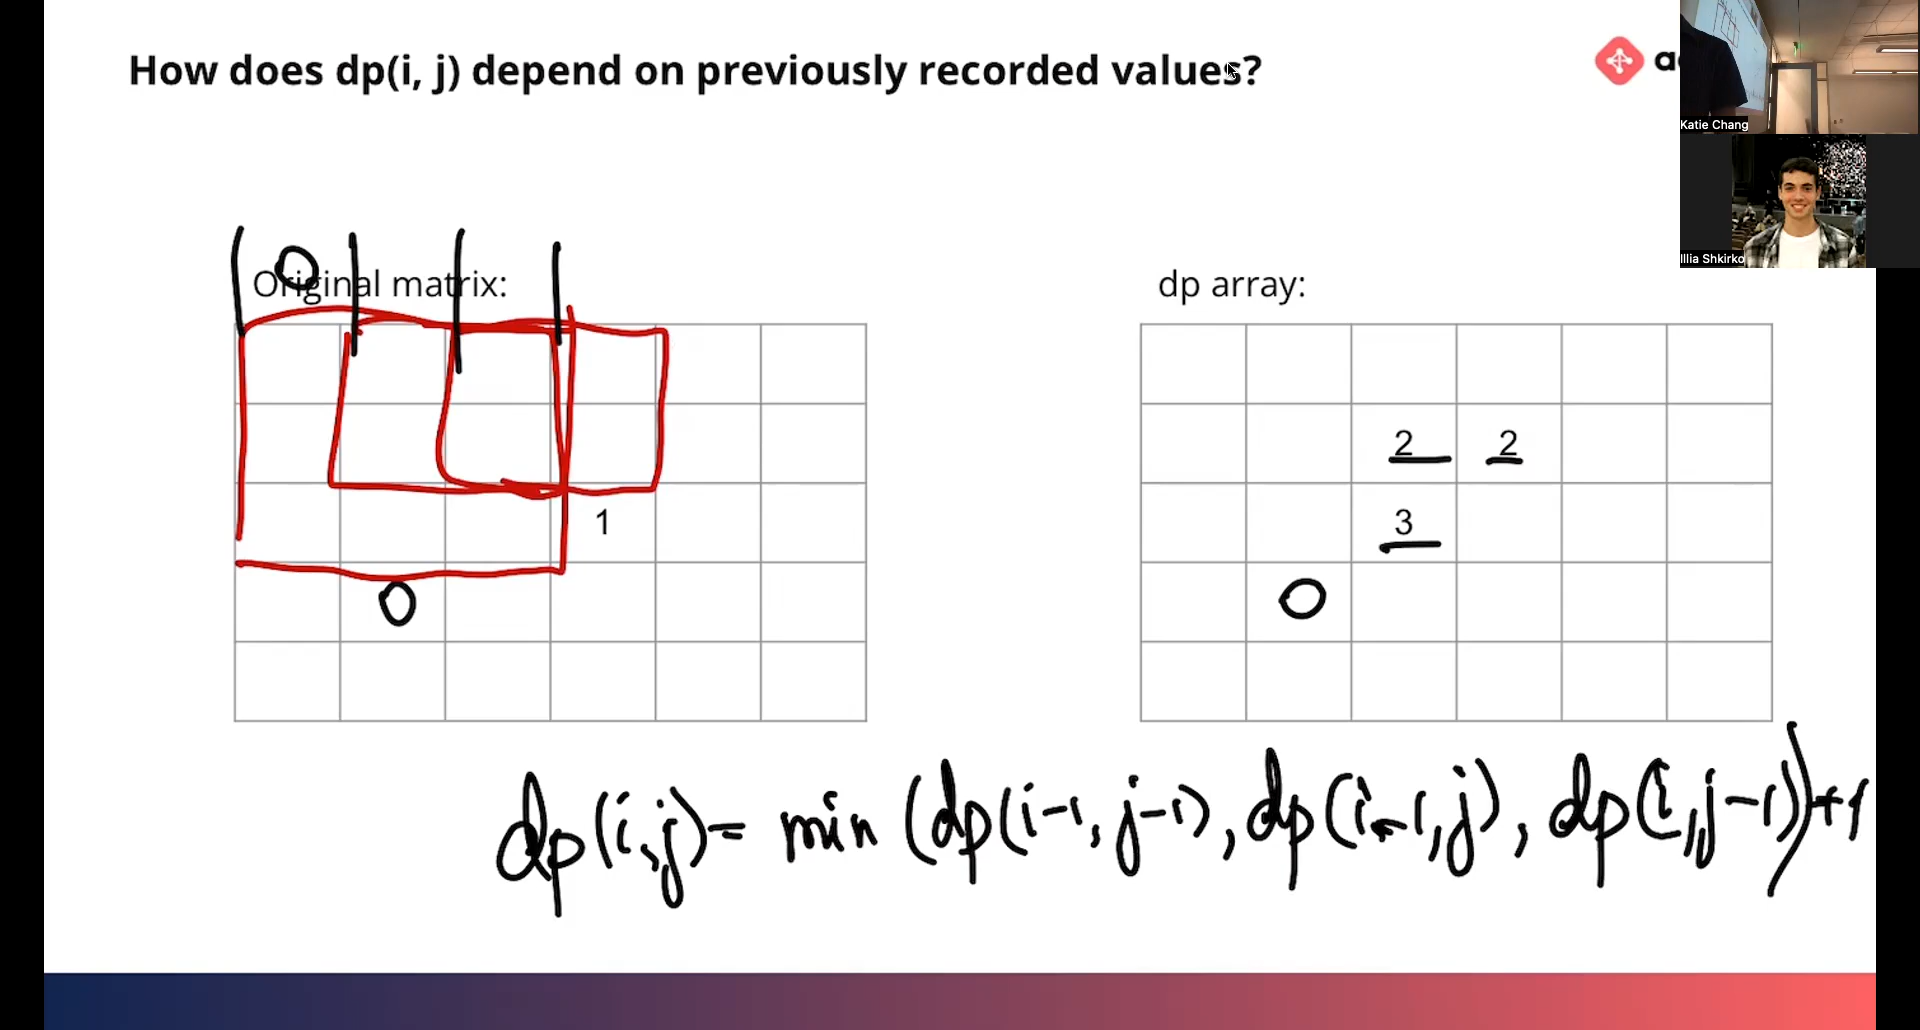 How does dp(i, j) depend on previously recorded values?
Katie Chang
Illia Shkirko
0
Original matrix:
dp array:
2 2
1
3
0
0
dp(i,j)= min (dp(i-1, j-1), dp(i-1,j), dp(i,j-1))+1